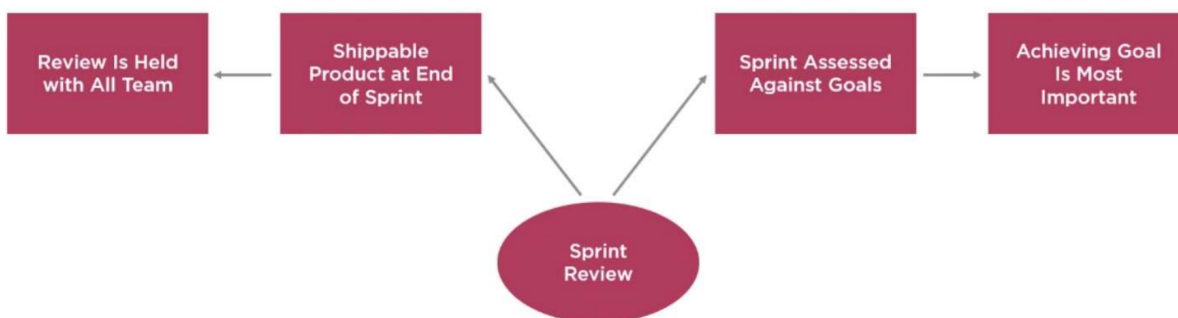 Review Is Held
with All Team
Shippable
Product at End
of Sprint
Sprint Assessed
Against Goals
Achieving Goal
Is Most
Important
Sprint
Review